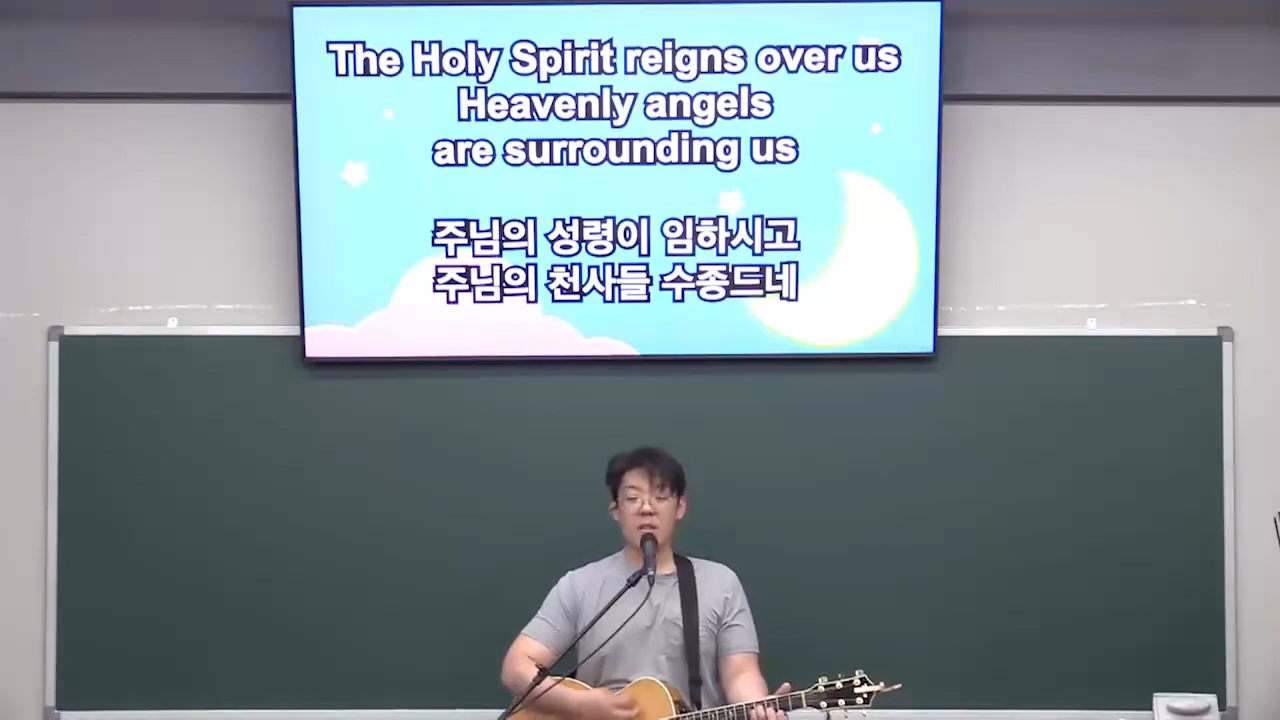 The Holy Spirit reigns over us
Heavenly angels
are surrounding us
주님의 성령이 임하시고
주님의 천사들 수종드네